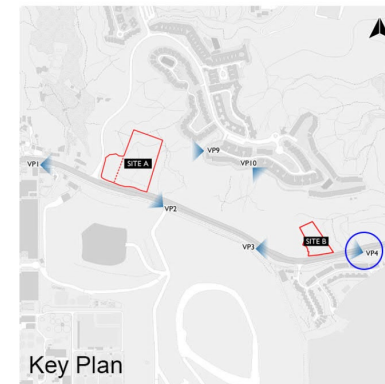 VP9
VP1
SITE A
VP10
VP2
SITE B
VP3
VP4
Key Plan